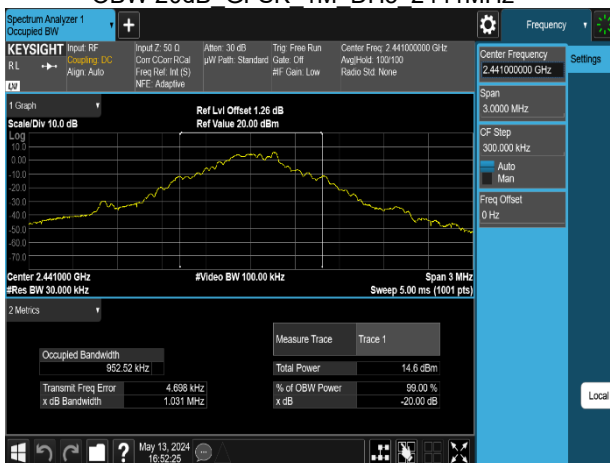 Spectrum Analyzer 1
Occupied BW
+
Frequency
KEYSIGHT
RL
Input: RF
Coupling: DC
Align: Auto
Input Z: 50 Ω
Corr CCorr RCal
Freq Ref: Int (S)
NFE: Adaptive
Atten: 30 dB
µW Path: Standard
Trig: Free Run
Gate: Off
#IF Gain: Low
Center Freq: 2.441000000 GHz
Avg|Hold: 100/100
Radio Std: None
Center Frequency
2.441000000 GHz
Settings
Span
3.0000 MHz
CF Step
300.000 kHz
Auto
Man
Freq Offset
0 Hz
Local
1 Graph
Scale/Div 10.0 dB
Ref Lvl Offset 1.26 dB
Ref Value 20.00 dBm
Log
10.0
0.00
-10.0
-20.0
-30.0
-40.0
-50.0
-60.0
-70.0
Center 2.441000 GHz
#Video BW 100.00 kHz
Span 3 MHz
#Res BW 30.000 kHz
Sweep 5.00 ms (1001 pts)
2 Metrics
Measure Trace
Trace 1
Occupied Bandwidth
952.52 kHz
Total Power
14.6 dBm
Transmit Freq Error
4.698 kHz
% of OBW Power
99.00 %
x dB Bandwidth
1.031 MHz
x dB
-20.00 dB
?
May 13, 2024
16:52:25